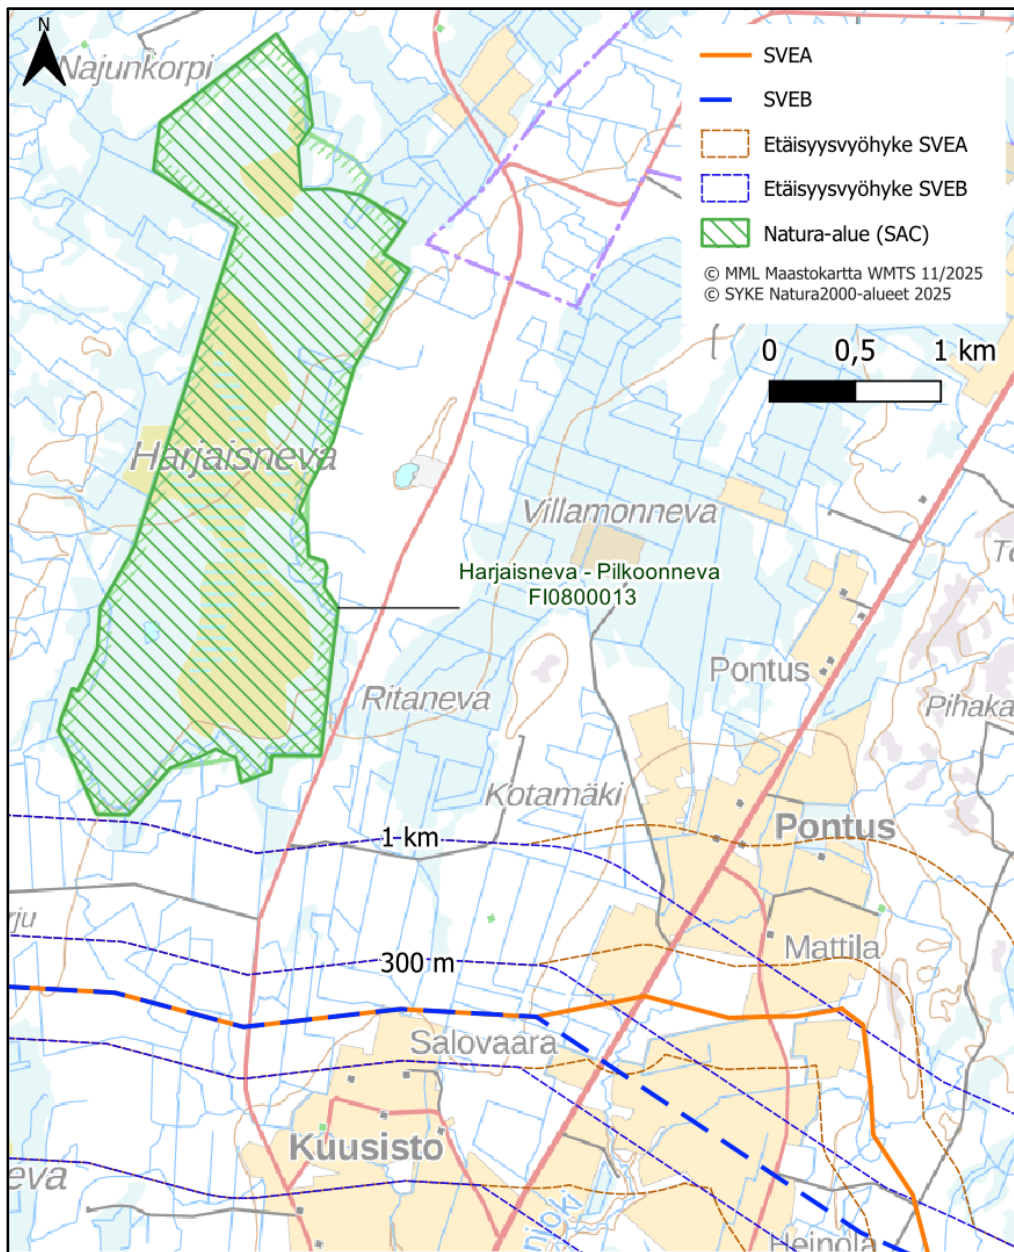 N
Najunkorpi
SVEA
SVEB
Etäisyysvyöhyke SVEA
Etäisyysvyöhyke SVEB
Natura-alue (SAC)
© MML Maastokartta WMTS 11/2025
© SYKE Natura2000-alueet 2025
0 0,5 1 km
Harjaisneva
Villamonneva
Harjaisneva - Pilkoonneva
FI0800013
Pontus
Ritaneva
Pihaka
Kotamäki
1 km
Pontus
rju
Mattila
300 m
Salovaara
Kuusisto
eva
njoki
Heinola